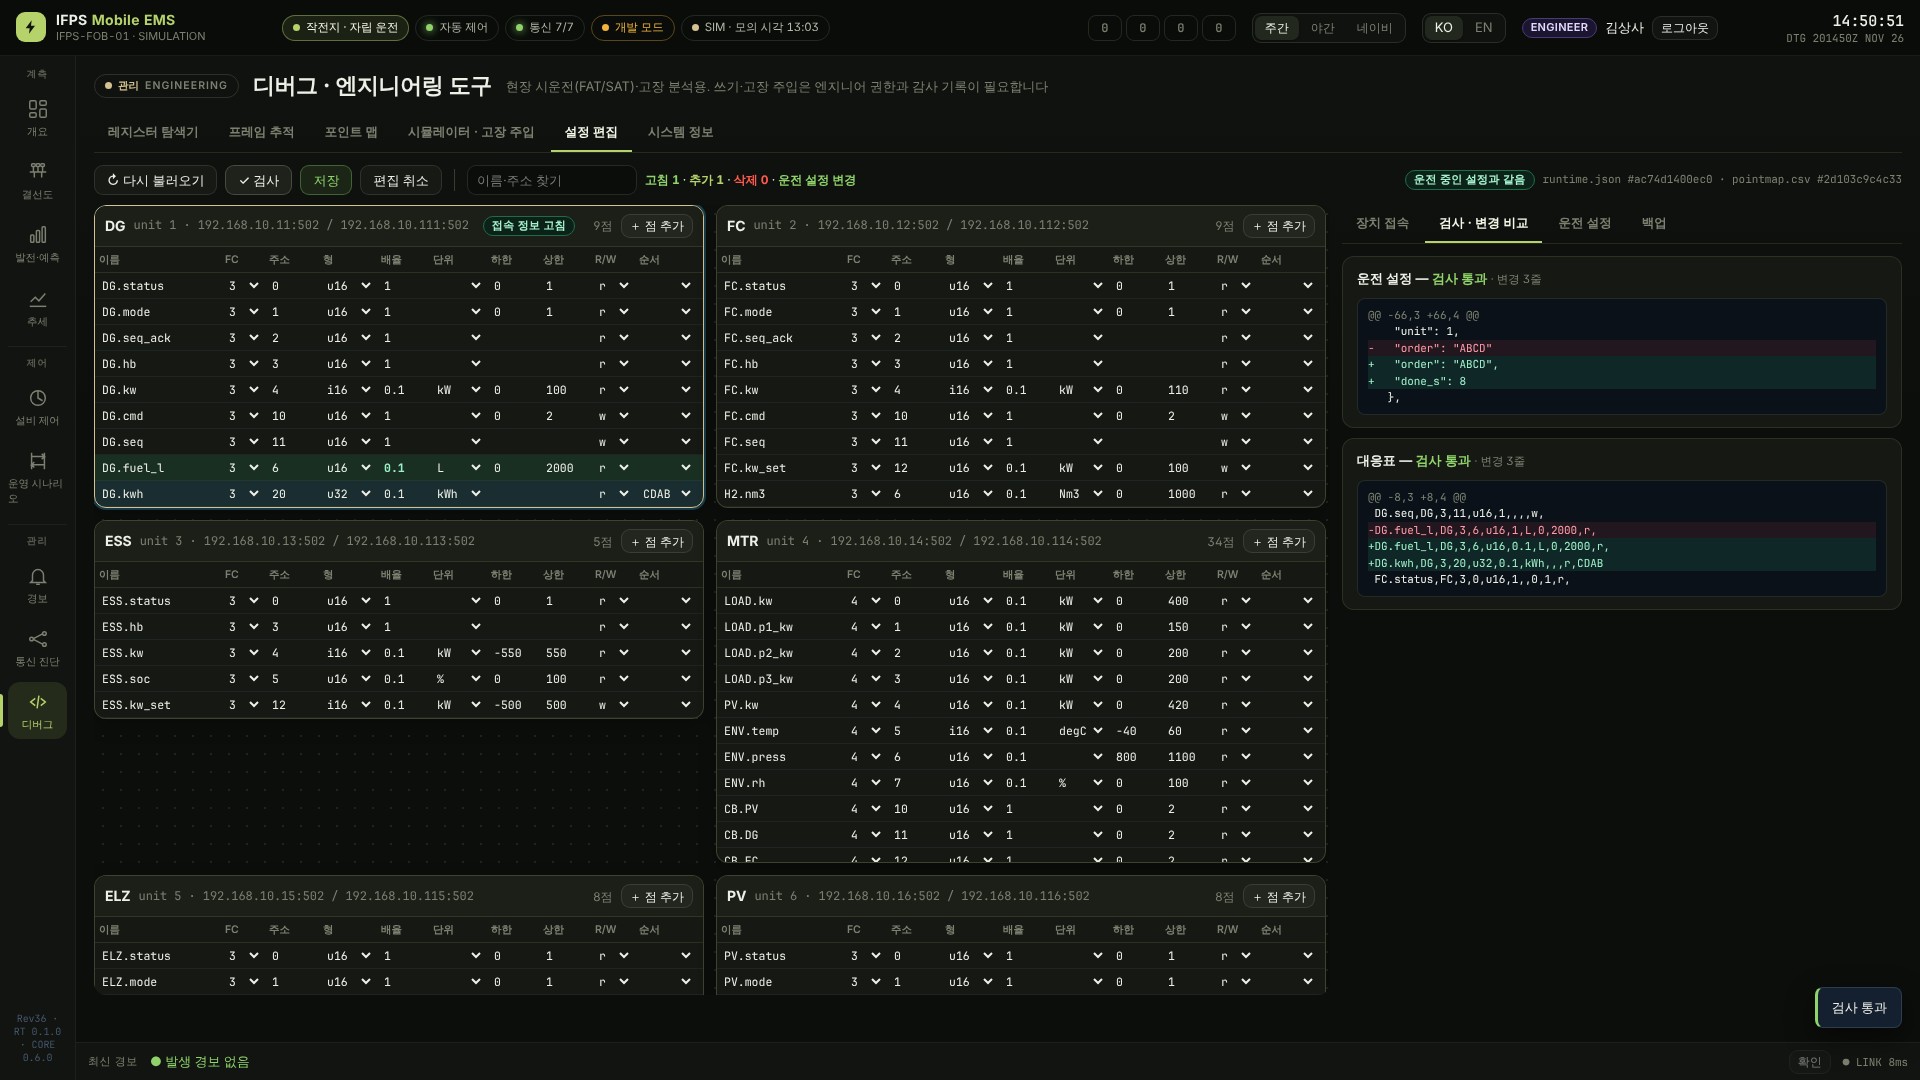 IFPS Mobile EMS
IFPS-FOB-01 · SIMULATION
작전지 · 자립 운전
자동 제어
통신 7/7
개발 모드
SIM · 모의 시각 13:03
0 0 0 0
주간 야간 네이비
KO EN
ENGINEER 김상사 로그아웃
14:50:51
DTG 201450Z NOV 26
계측
개요
결선도
발전·예측
추세
제어
설비 제어
운영 시나리
오
관리
경보
통신 진단
디버그
Rev36 ·
RT 0.1.0
· CORE
0.6.0
관리 ENGINEERING
디버그 · 엔지니어링 도구
현장 시운전(FAT/SAT)·고장 분석용. 쓰기·고장 주입은 엔지니어 권한과 감사 기록이 필요합니다
레지스터 탐색기 프레임 추적 포인트 맵 시뮬레이터 · 고장 주입 설정 편집 시스템 정보
↻ 다시 불러오기 ✓ 검사 저장 편집 취소 이름·주소 찾기 고침 1 · 추가 1 · 삭제 0 · 운전 설정 변경
운전 중인 설정과 같음 runtime.json #ac74d1400ec0 · pointmap.csv #2d103c9c4c33
DG unit 1 · 192.168.10.11:502 / 192.168.10.111:502 접속 정보 고침 9점 + 점 추가
이름 FC 주소 형 배율 단위 하한 상한 R/W 순서
DG.status 3 0 u16 1 0 1 r
DG.mode 3 1 u16 1 0 1 r
DG.seq_ack 3 2 u16 1 r
DG.hb 3 3 u16 1 r
DG.kw 3 4 i16 0.1 kW 0 100 r
DG.cmd 3 10 u16 1 0 2 w
DG.seq 3 11 u16 1 w
DG.fuel_l 3 6 u16 0.1 L 0 2000 r
DG.kwh 3 20 u32 0.1 kWh r CDAB
FC unit 2 · 192.168.10.12:502 / 192.168.10.112:502 9점 + 점 추가
이름 FC 주소 형 배율 단위 하한 상한 R/W 순서
FC.status 3 0 u16 1 0 1 r
FC.mode 3 1 u16 1 0 1 r
FC.seq_ack 3 2 u16 1 r
FC.hb 3 3 u16 1 r
FC.kw 3 4 i16 0.1 kW 0 110 r
FC.cmd 3 10 u16 1 0 2 w
FC.seq 3 11 u16 1 w
FC.kw_set 3 12 u16 0.1 kW 0 100 w
H2.nm3 3 6 u16 0.1 Nm3 0 1000 r
ESS unit 3 · 192.168.10.13:502 / 192.168.10.113:502 5점 + 점 추가
이름 FC 주소 형 배율 단위 하한 상한 R/W 순서
ESS.status 3 0 u16 1 0 1 r
ESS.hb 3 3 u16 1 r
ESS.kw 3 4 i16 0.1 kW -550 550 r
ESS.soc 3 5 u16 0.1 % 0 100 r
ESS.kw_set 3 12 i16 0.1 kW -500 500 w
MTR unit 4 · 192.168.10.14:502 / 192.168.10.114:502 34점 + 점 추가
이름 FC 주소 형 배율 단위 하한 상한 R/W 순서
LOAD.kw 4 0 u16 0.1 kW 0 400 r
LOAD.p1_kw 4 1 u16 0.1 kW 0 150 r
LOAD.p2_kw 4 2 u16 0.1 kW 0 200 r
LOAD.p3_kw 4 3 u16 0.1 kW 0 200 r
PV.kw 4 4 u16 0.1 kW 0 420 r
ENV.temp 4 5 i16 0.1 degC -40 60 r
ENV.press 4 6 u16 0.1 800 1100 r
ENV.rh 4 7 u16 0.1 % 0 100 r
CB.PV 4 10 u16 1 0 2 r
CB.DG 4 11 u16 1 0 2 r
CB.FC 4 12 u16 1 0 2 r
ELZ unit 5 · 192.168.10.15:502 / 192.168.10.115:502 8점 + 점 추가
이름 FC 주소 형 배율 단위 하한 상한 R/W 순서
ELZ.status 3 0 u16 1 0 1 r
ELZ.mode 3 1 u16 1 0 1 r
PV unit 6 · 192.168.10.16:502 / 192.168.10.116:502 8점 + 점 추가
이름 FC 주소 형 배율 단위 하한 상한 R/W 순서
PV.status 3 0 u16 1 0 1 r
PV.mode 3 1 u16 1 0 1 r
장치 접속 검사 · 변경 비교 운전 설정 백업
운전 설정 — 검사 통과 · 변경 3줄
@@ -66,3 +66,4 @@
"unit": 1,
- "order": "ABCD"
+ "order": "ABCD",
+ "done_s": 8
},
대응표 — 검사 통과 · 변경 3줄
@@ -8,3 +8,4 @@
DG.seq,DG,3,11,u16,1,,,,w,
-DG.fuel_l,DG,3,6,u16,1,L,0,2000,r,
+DG.fuel_l,DG,3,6,u16,0.1,L,0,2000,r,
+DG.kwh,DG,3,20,u32,0.1,kWh,,,r,CDAB
FC.status,FC,3,0,u16,1,,0,1,r,
검사 통과
최신 경보 발생 경보 없음
확인 LINK 8ms